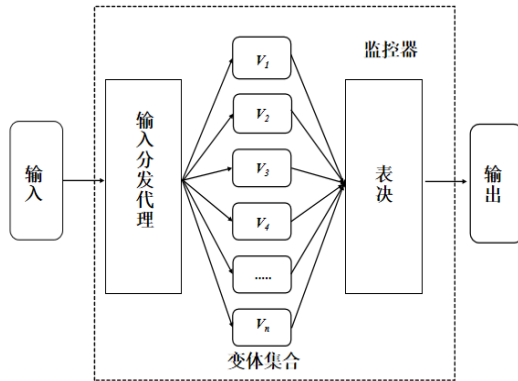 监控器
输入
输入分发代理
V1
V2
V3
V4
.....
Vn
变体集合
表决
输出